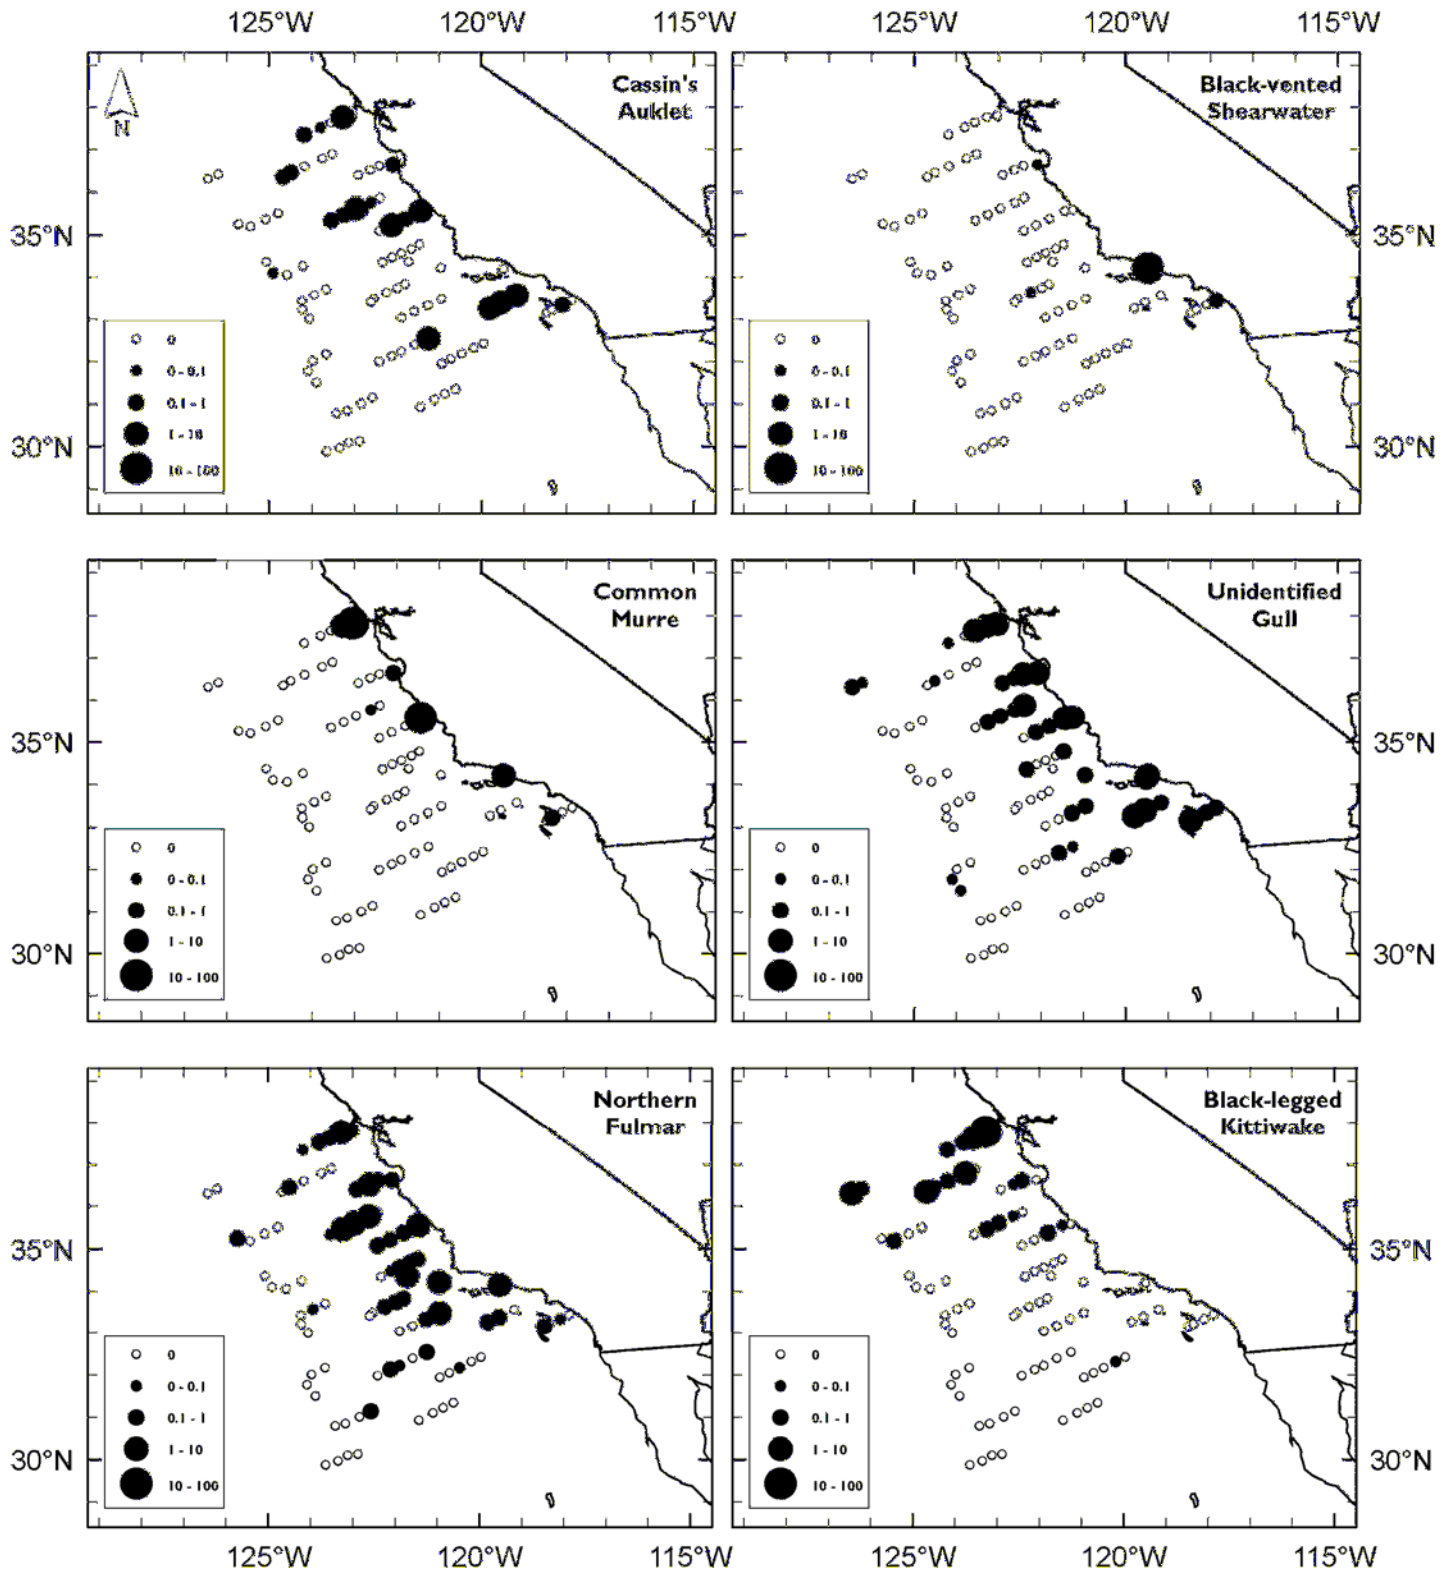 125°W 120°W 115°W 125°W 120°W 115°W
Cassin's
Auklet
N
35°N
0
0 - 0.1
0.1 - 1
1 - 10
10 - 100
30°N
Black-vented
Shearwater
35°N
0
0 - 0.1
0.1 - 1
1 - 10
10 - 100
30°N
Common
Murre
35°N
0
0 - 0.1
0.1 - 1
1 - 10
10 - 100
30°N
Unidentified
Gull
35°N
0
0 - 0.1
0.1 - 1
1 - 10
10 - 100
30°N
Northern
Fulmar
35°N
0
0 - 0.1
0.1 - 1
1 - 10
10 - 100
30°N
Black-legged
Kittiwake
35°N
0
0 - 0.1
0.1 - 1
1 - 10
10 - 100
30°N
125°W 120°W 115°W 125°W 120°W 115°W